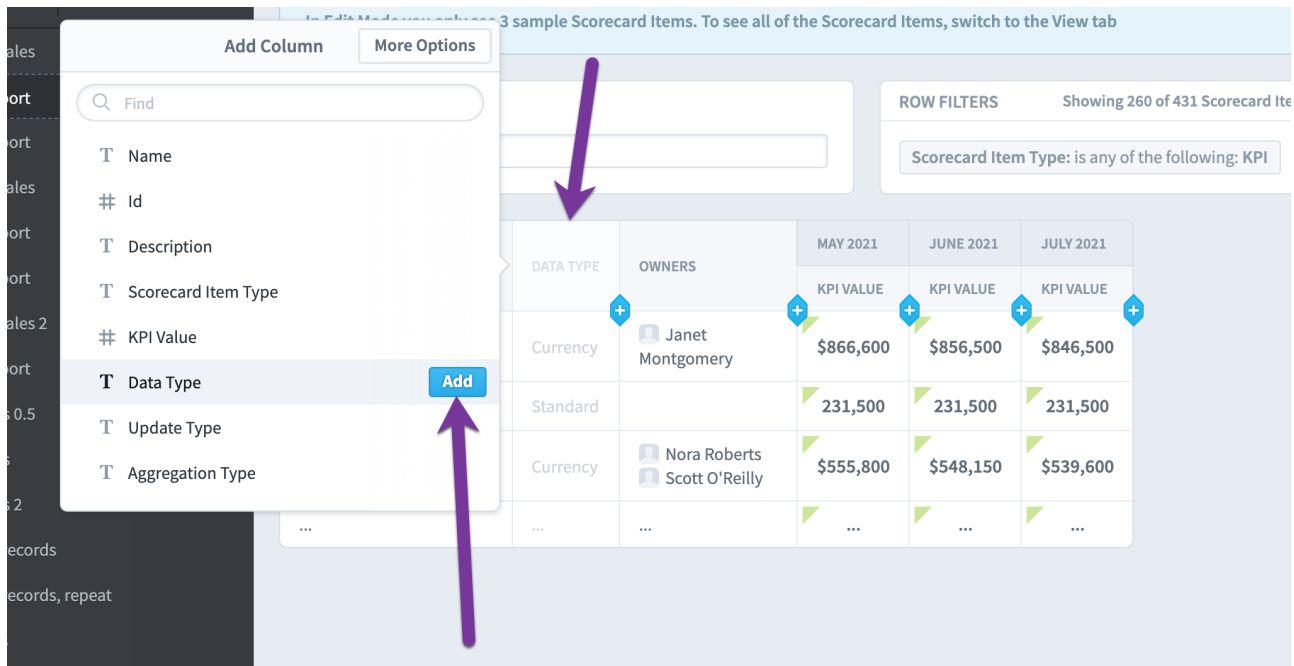 In Edit Mode you only see 3 sample Scorecard Items. To see all of the Scorecard Items, switch to the View tab
Add Column
More Options
Find
Name
Id
Description
Scorecard Item Type
KPI Value
Data Type
Add
Update Type
Aggregation Type
ales
port
port
ales
port
port
ales 2
port
s 0.5
s
s 2
ecords
ecords, repeat
ROW FILTERS
Showing 260 of 431 Scorecard Ite
Scorecard Item Type: is any of the following: KPI
DATA TYPE
OWNERS
MAY 2021
JUNE 2021
JULY 2021
KPI VALUE
KPI VALUE
KPI VALUE
Currency
Janet
Montgomery
$866,600
$856,500
$846,500
Standard
231,500
231,500
231,500
Currency
Nora Roberts
Scott O'Reilly
$555,800
$548,150
$539,600
...
...
...
...
...
...